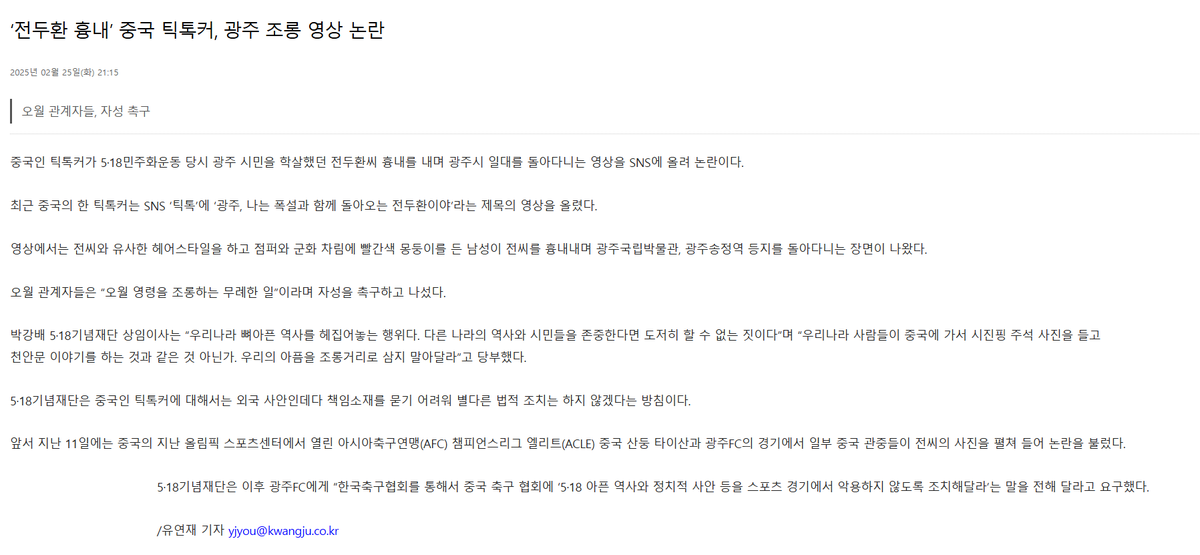 ‘전두환 흉내’ 중국 틱톡커, 광주 조롱 영상 논란
2025년 02월 25일(화) 21:15
오월 관계자들, 자성 촉구
중국인 틱톡커가 5·18민주화운동 당시 광주 시민을 학살했던 전두환씨 흉내를 내며 광주시 일대를 돌아다니는 영상을 SNS에 올려 논란이다.
최근 중국의 한 틱톡커는 SNS ‘틱톡’에 ‘광주, 나는 폭설과 함께 돌아오는 전두환이야’라는 제목의 영상을 올렸다.
영상에서는 전씨와 유사한 헤어스타일을 하고 점퍼와 군화 차림에 빨간색 몽둥이를 든 남성이 전씨를 흉내내며 광주국립박물관, 광주송정역 등지를 돌아다니는 장면이 나왔다.
오월 관계자들은 “오월 영령을 조롱하는 무례한 일”이라며 자성을 촉구하고 나섰다.
박강배 5·18기념재단 상임이사는 “우리나라 뼈아픈 역사를 헤집어놓는 행위다. 다른 나라의 역사와 시민들을 존중한다면 도저히 할 수 없는 짓이다”며 “우리나라 사람들이 중국에 가서 시진핑 주석 사진을 들고
천안문 이야기를 하는 것과 같은 것 아닌가. 우리의 아픔을 조롱거리로 삼지 말아달라”고 당부했다.
5·18기념재단은 중국인 틱톡커에 대해서는 외국 사안인데다 책임소재를 묻기 어려워 별다른 법적 조치는 하지 않겠다는 방침이다.
앞서 지난 11일에는 중국의 지난 올림픽 스포츠센터에서 열린 아시아축구연맹(AFC) 챔피언스리그 엘리트(ACLE) 중국 산둥 타이산과 광주FC의 경기에서 일부 중국 관중들이 전씨의 사진을 펼쳐 들어 논란을 불렀다.
5·18기념재단은 이후 광주FC에게 “한국축구협회를 통해서 중국 축구 협회에 ‘5·18 아픈 역사와 정치적 사안 등을 스포츠 경기에서 악용하지 않도록 조치해달라’는 말을 전해 달라고 요구했다.
/유연재 기자 yjyou@kwangju.co.kr